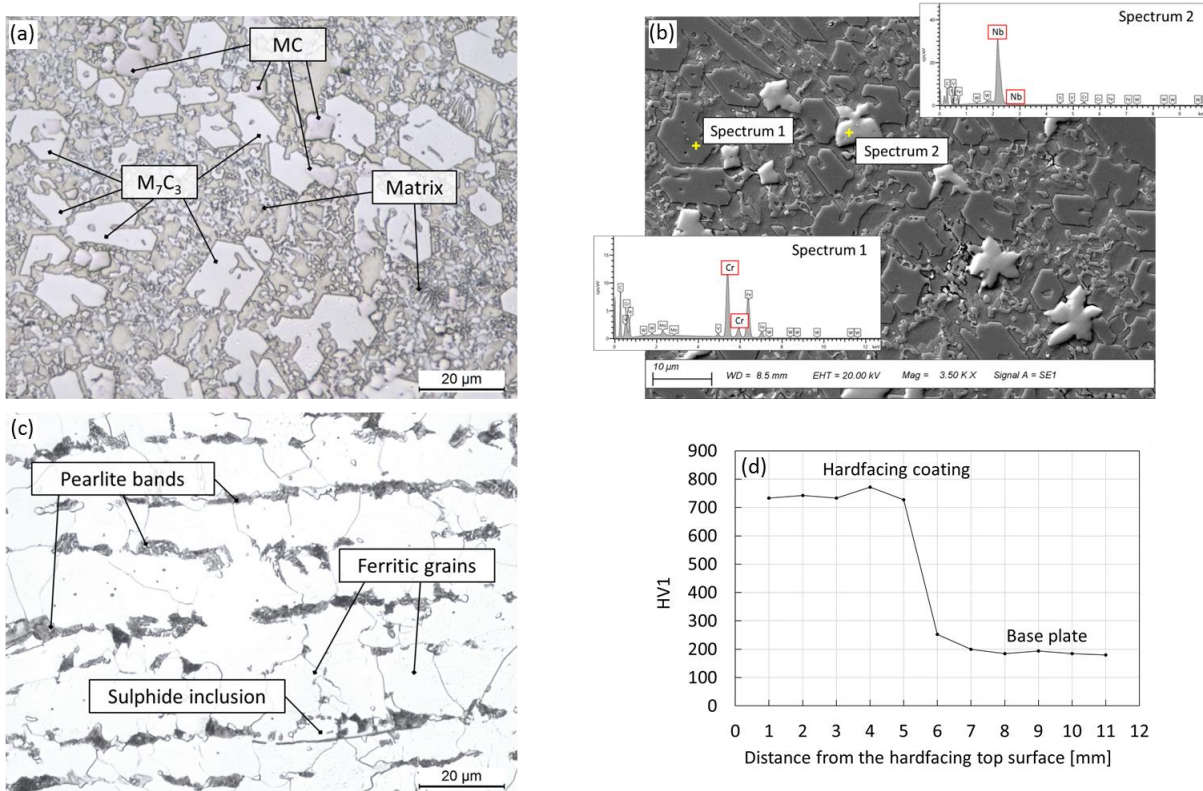 (a)
MC
M₇C₃
Matrix
20 µm
(b)
Spectrum 2
Nb
Nb
Spectrum 1
Spectrum 2
Spectrum 1
Cr
Cr
10 µm
WD = 8.5 mm
EHT = 20.00 kV
Mag = 3.50 K X
Signal A = SE1
(c)
Pearlite bands
Ferritic grains
Sulphide inclusion
20 µm
(d)
Hardfacing coating
Base plate
HV1
900
800
700
600
500
400
300
200
100
0
0 1 2 3 4 5 6 7 8 9 10 11 12
Distance from the hardfacing top surface [mm]